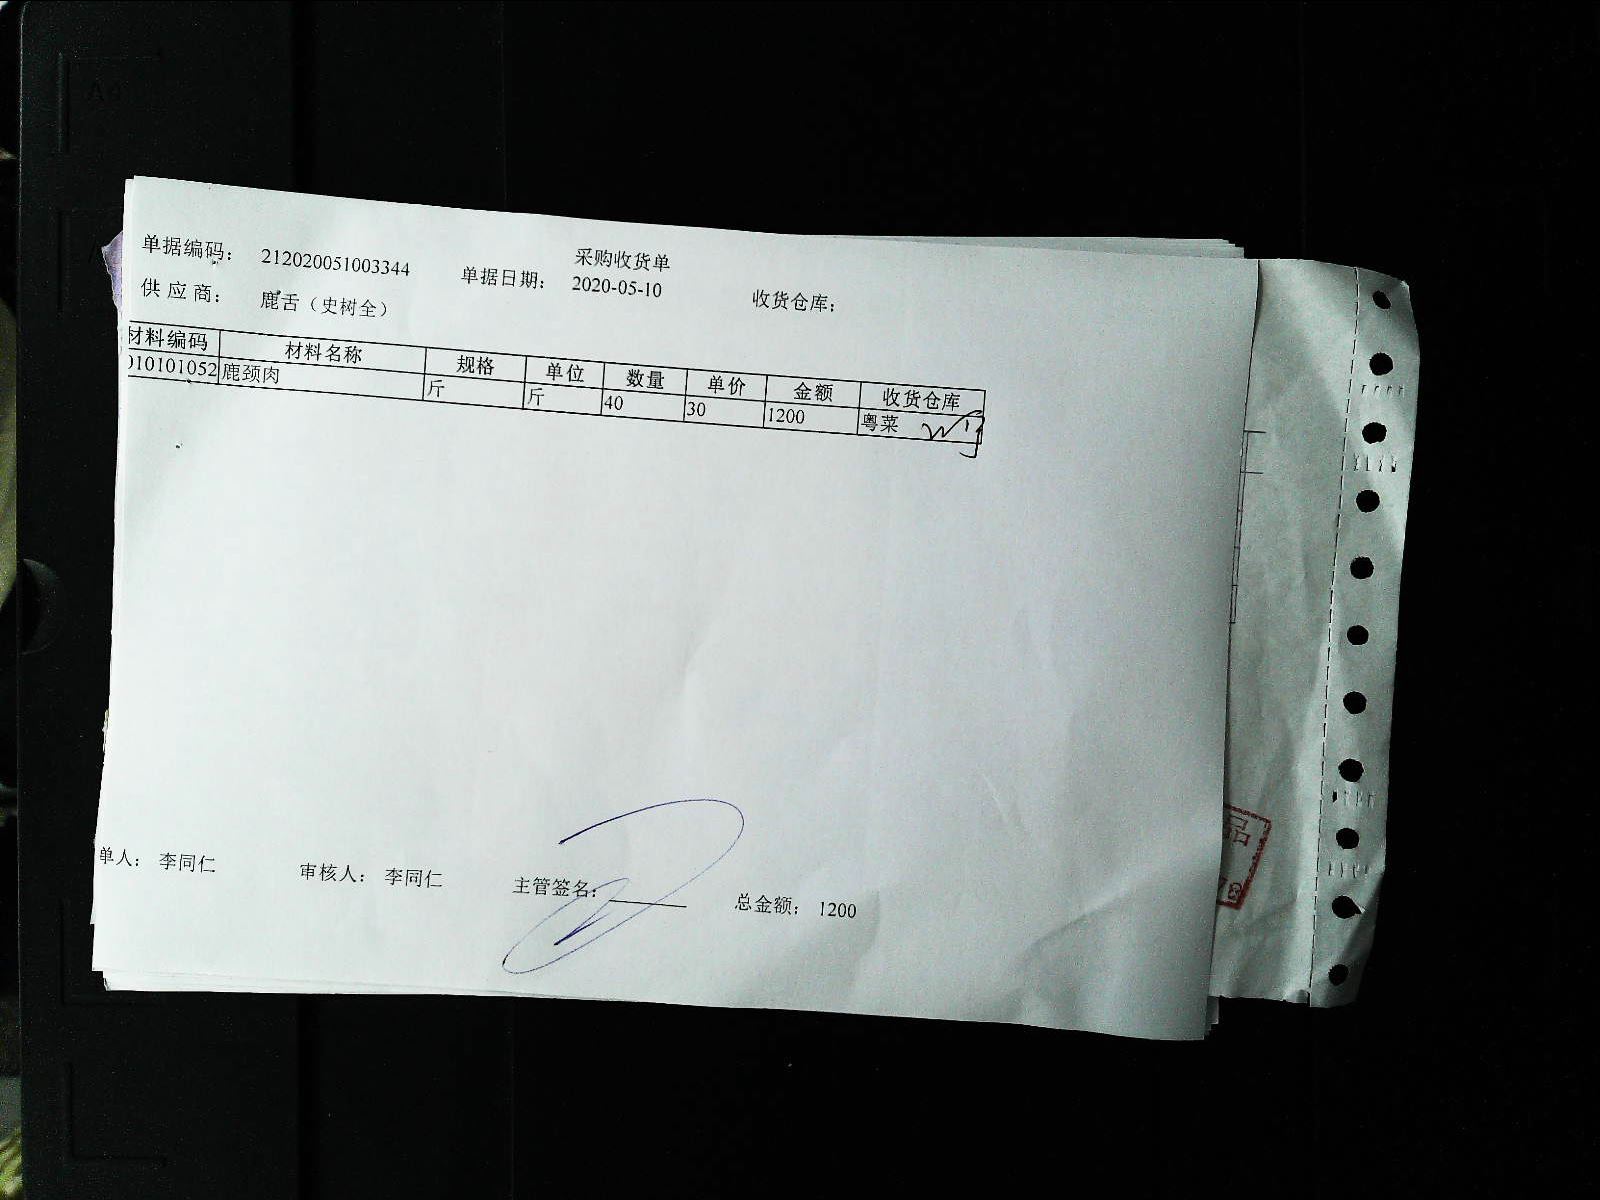 采购收货单
单据编码： 212020051003344 单据日期： 2020-05-10 收货仓库：
供应商： 鹿舌（史树全）
材料编码 材料名称 规格 单位 数量 单价 金额 收货仓库
010101052 鹿颈肉 斤 斤 40 30 1200 粤菜
单人： 李同仁 审核人： 李同仁 主管签名： 总金额： 1200
品